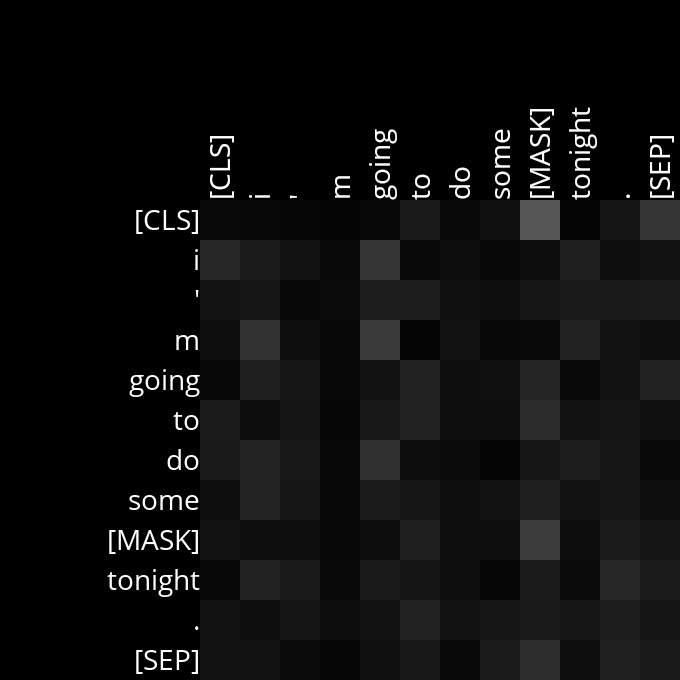 [CLS] i ' m going to do some [MASK] tonight . [SEP]
[CLS]
i
'
m
going
to
do
some
[MASK]
tonight
.
[SEP]